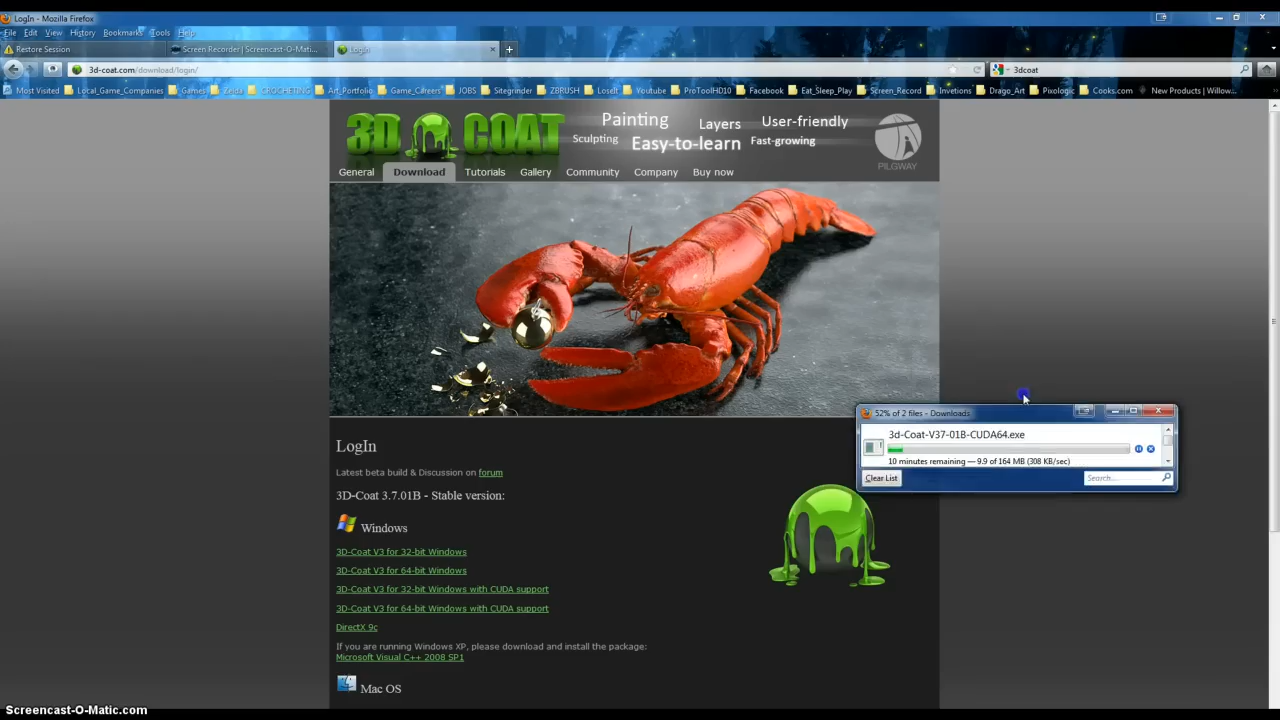 LogIn - Mozilla Firefox
File Edit View History Bookmarks Tools Help
Restore Session
Screen Recorder | Screencast-O-Matic...
LogIn
3d-coat.com/download/login/
3dcoat
Most Visited Local_Game_Companies Games Zelda CROCHETING Art_Portfolio Game_Careers JOBS Sitegrinder ZBRUSH LoseIt Youtube ProToolHD10 Facebook Eat_Sleep_Play Screen_Record Invetions Drago_Art Pixologic Cooks.com New Products | Willow...
3D COAT
Painting Layers User-friendly
Sculpting Easy-to-learn Fast-growing
PILGWAY
General Download Tutorials Gallery Community Company Buy now
52% of 2 files - Downloads
3d-Coat-V37-01B-CUDA64.exe
10 minutes remaining — 9.9 of 164 MB (308 KB/sec)
Clear List
Search...
LogIn
Latest beta build & Discussion on forum
3D-Coat 3.7.01B - Stable version:
Windows
3D-Coat V3 for 32-bit Windows
3D-Coat V3 for 64-bit Windows
3D-Coat V3 for 32-bit Windows with CUDA support
3D-Coat V3 for 64-bit Windows with CUDA support
DirectX 9c
If you are running Windows XP, please download and install the package:
Microsoft Visual C++ 2008 SP1
Mac OS
Screencast-O-Matic.com